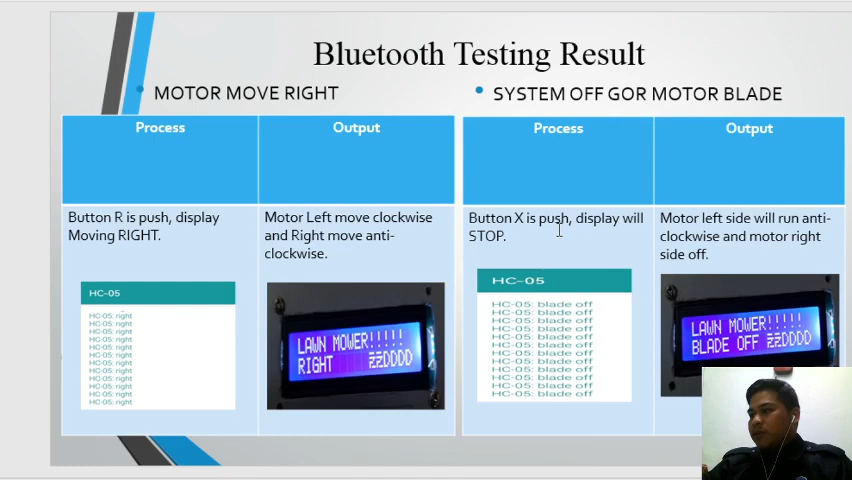 Bluetooth Testing Result
• MOTOR MOVE RIGHT
Process
Output
Button R is push, display
Moving RIGHT.
Motor Left move clockwise
and Right move anti-
clockwise.
HC-05
HC-05: right
HC-05: right
HC-05: right
HC-05: right
HC-05: right
HC-05: right
HC-05: right
HC-05: right
HC-05: right
HC-05: right
HC-05: right
HC-05: right
LAWN MOWER!!!!!
RIGHT ZZDDDD
• SYSTEM OFF GOR MOTOR BLADE
Process
Output
Button X is push, display will
STOP.
Motor left side will run anti-
clockwise and motor right
side off.
HC-05
HC-05: blade off
HC-05: blade off
HC-05: blade off
HC-05: blade off
HC-05: blade off
HC-05: blade off
HC-05: blade off
HC-05: blade off
HC-05: blade off
HC-05: blade off
HC-05: blade off
HC-05: blade off
LAWN MOWER!!!!!
BLADE OFF ZZDDDD